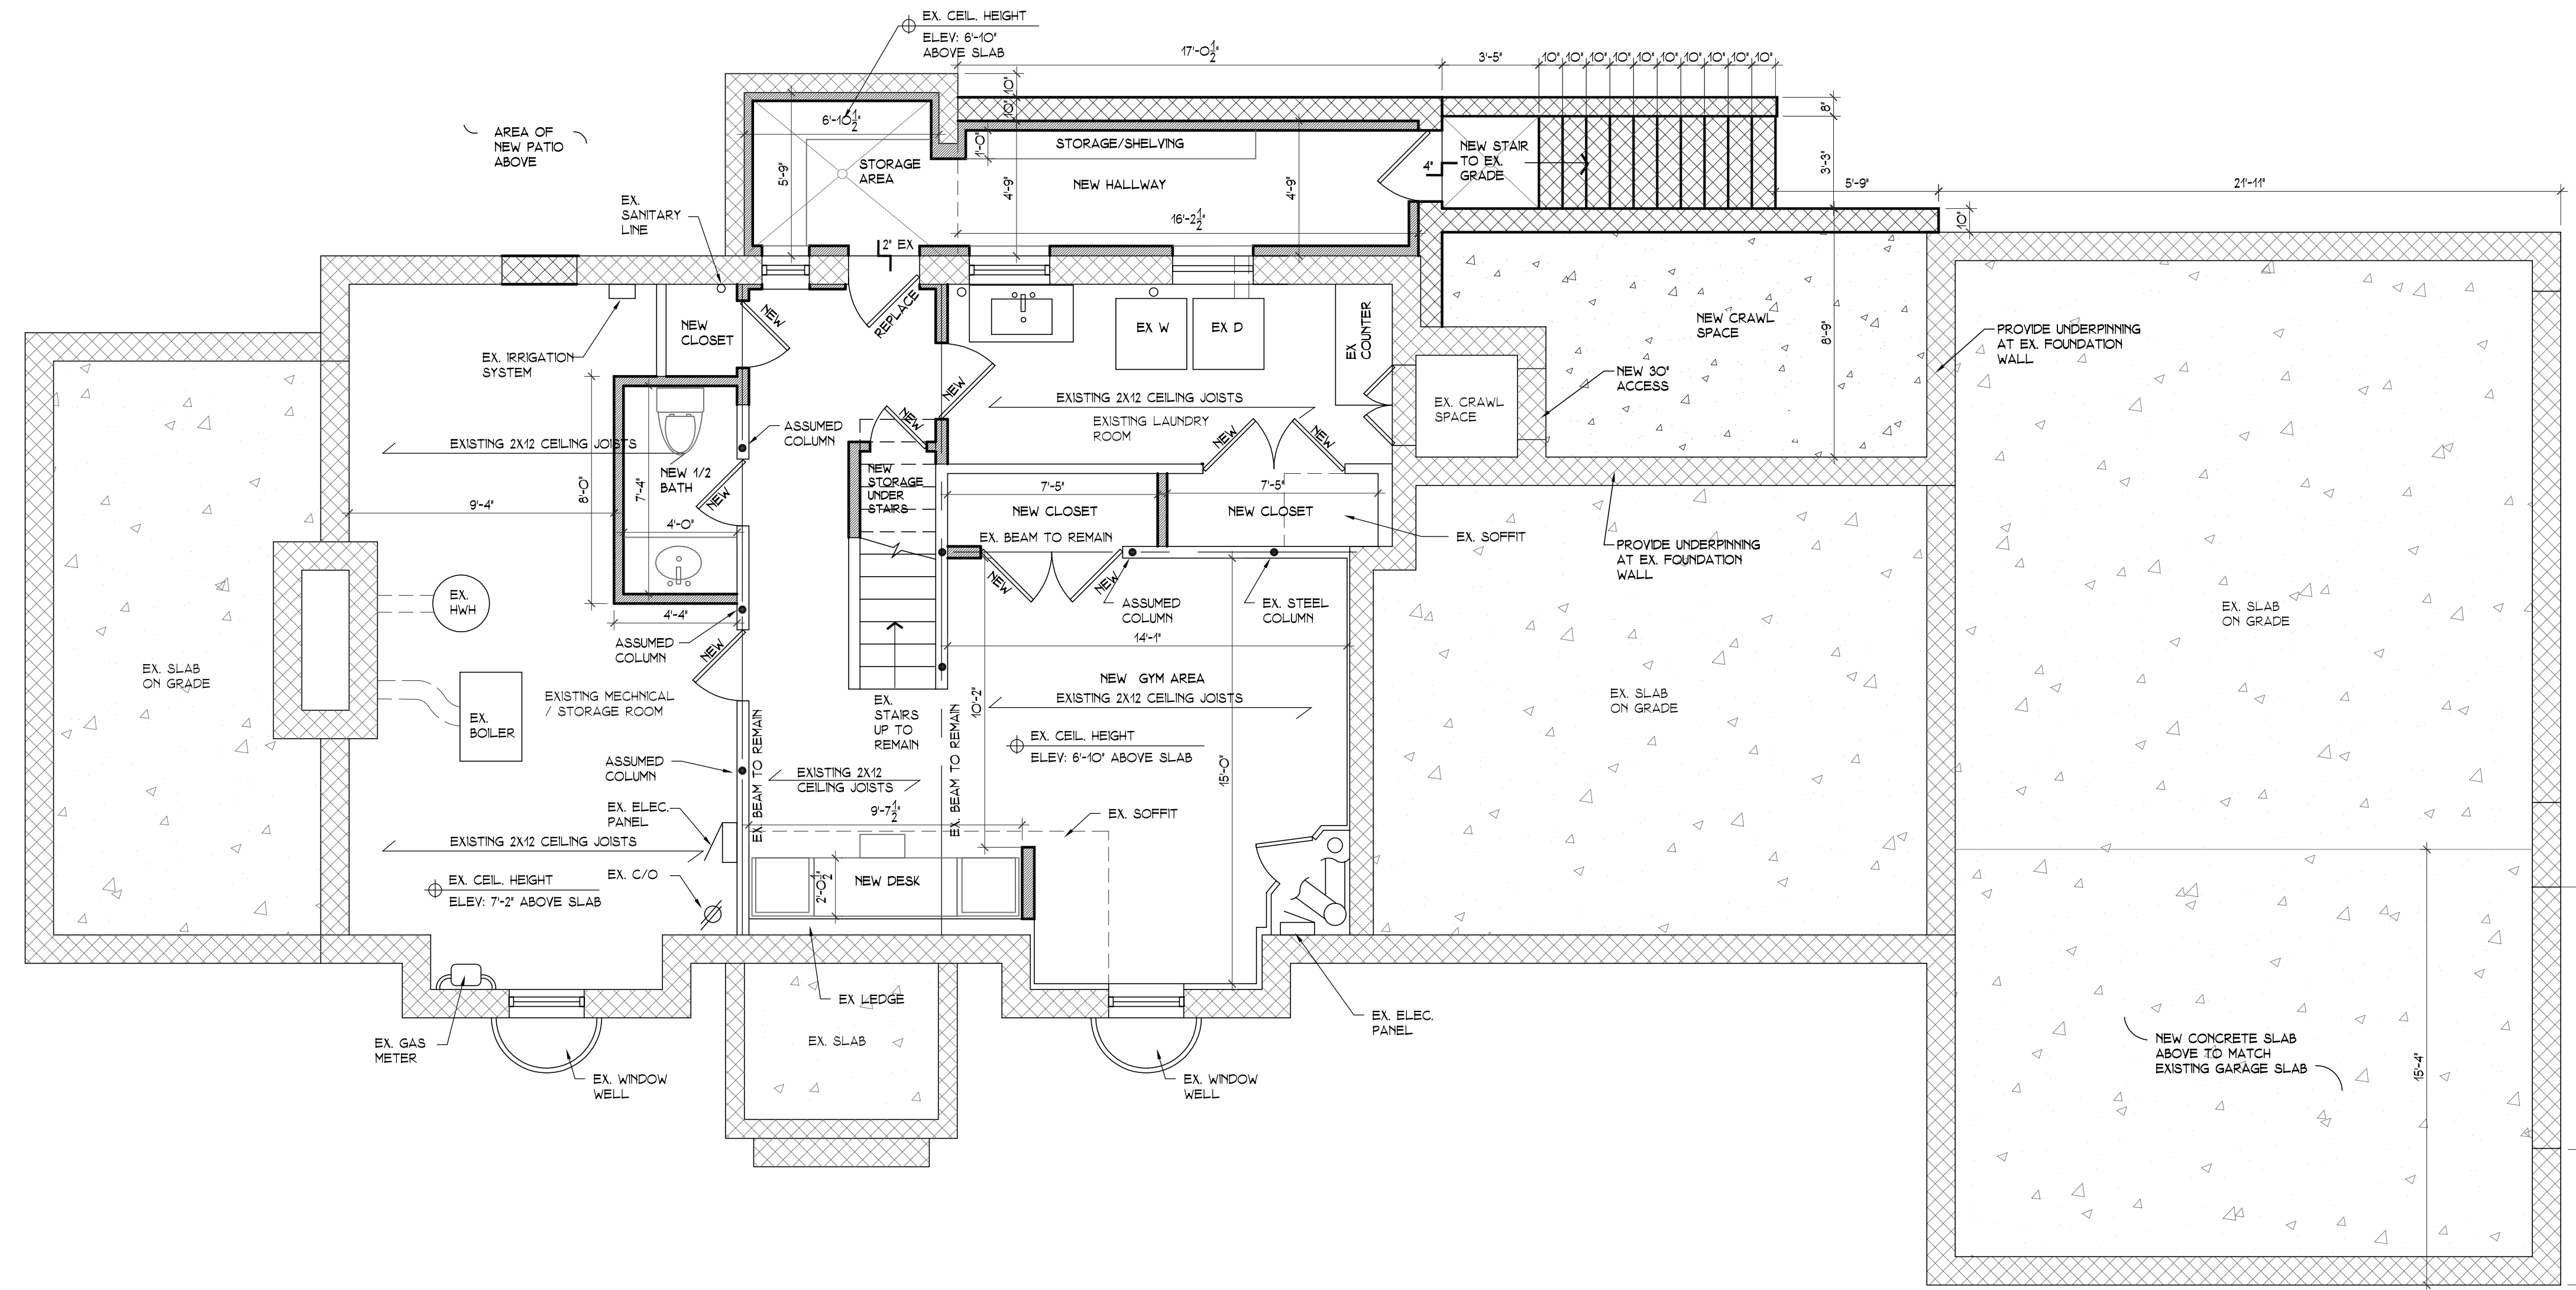 EX. CEIL. HEIGHT
ELEV: 6'-10"
ABOVE SLAB
17'-0 1/2"
3'-5"
10" 10" 10" 10" 10" 10" 10" 10" 10" 10"
10"
10"
8"
AREA OF
NEW PATIO
ABOVE
6'-10 1/2"
5'-9"
STORAGE
AREA
1'-0"
STORAGE/SHELVING
NEW HALLWAY
4'-9"
4'-9"
16'-2 1/2"
4"
NEW STAIR
TO EX.
GRADE
3'-3"
5'-9"
21'-11"
10"
EX.
SANITARY
LINE
2" EX
REPLACE
NEW
NEW
CLOSET
EX. IRRIGATION
SYSTEM
EX W
EX D
EX
COUNTER
NEW CRAWL
SPACE
8'-9"
PROVIDE UNDERPINNING
AT EX. FOUNDATION
WALL
NEW 30"
ACCESS
EX. CRAWL
SPACE
NEW
NEW
EXISTING 2X12 CEILING JOISTS
EXISTING LAUNDRY
ROOM
NEW
NEW
ASSUMED
COLUMN
EXISTING 2X12 CEILING JOISTS
NEW 1/2
BATH
NEW
8'-0"
7'-4"
9'-4"
4'-0"
4'-4"
NEW
STORAGE
UNDER
STAIRS
7'-5"
7'-5"
NEW CLOSET
NEW CLOSET
EX. BEAM TO REMAIN
EX. SOFFIT
PROVIDE UNDERPINNING
AT EX. FOUNDATION
WALL
NEW
NEW
ASSUMED
COLUMN
EX. STEEL
COLUMN
EX.
HWH
ASSUMED
COLUMN
NEW
14'-1"
EX. SLAB
ON GRADE
EX. SLAB
ON GRADE
EX. SLAB
ON GRADE
EXISTING MECHNICAL
/ STORAGE ROOM
EX.
BOILER
NEW GYM AREA
EXISTING 2X12 CEILING JOISTS
10'-2"
EX.
STAIRS
UP TO
REMAIN
EX. BEAM TO REMAIN
EX. BEAM TO REMAIN
EX. CEIL. HEIGHT
ELEV: 6'-10" ABOVE SLAB
15'-0"
ASSUMED
COLUMN
EXISTING 2X12
CEILING JOISTS
9'-7 1/2"
EX. ELEC.
PANEL
EX. SOFFIT
EXISTING 2X12 CEILING JOISTS
EX. C/O
EX. CEIL. HEIGHT
ELEV: 7'-2" ABOVE SLAB
2'-0 1/2"
NEW DESK
EX LEDGE
EX. SLAB
EX. ELEC.
PANEL
EX. GAS
METER
EX. WINDOW
WELL
EX. WINDOW
WELL
NEW CONCRETE SLAB
ABOVE TO MATCH
EXISTING GARAGE SLAB
15'-4"